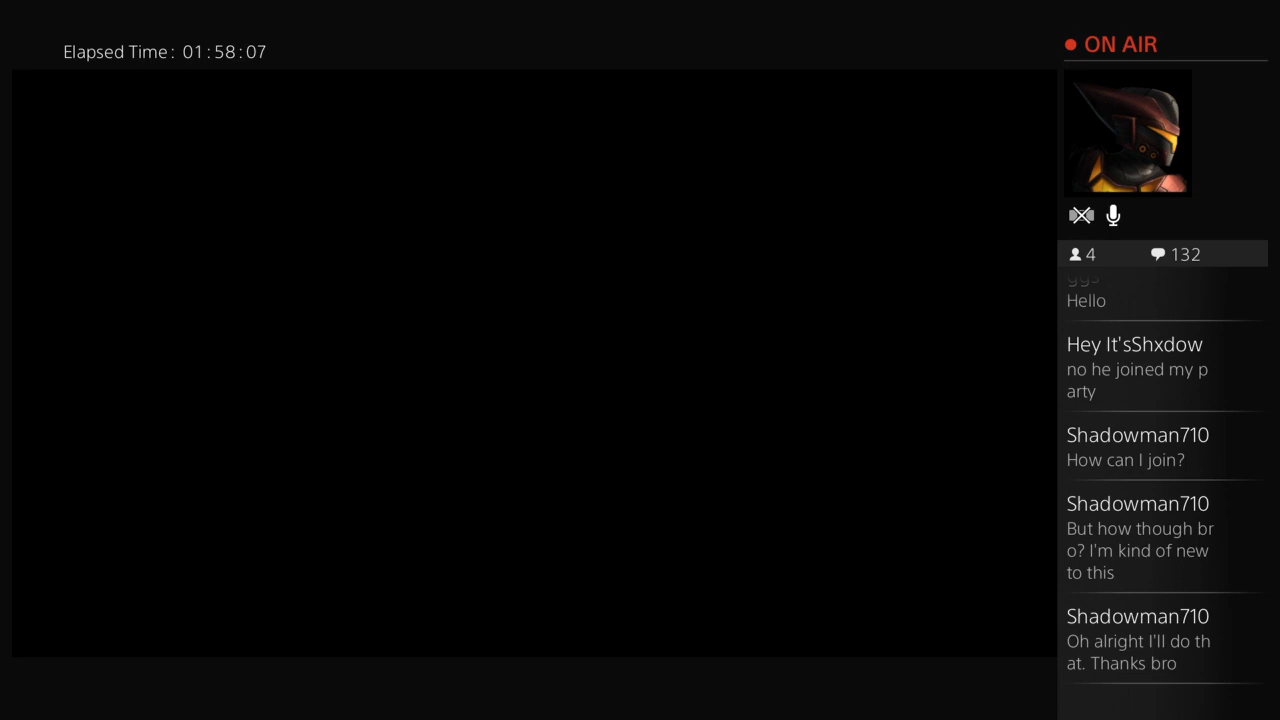 Elapsed Time: 01:58:07
ON AIR
4 132
Hello
Hey It'sShxdow
no he joined my p
arty
Shadowman710
How can I join?
Shadowman710
But how though br
o? I'm kind of new
to this
Shadowman710
Oh alright I'll do th
at. Thanks bro